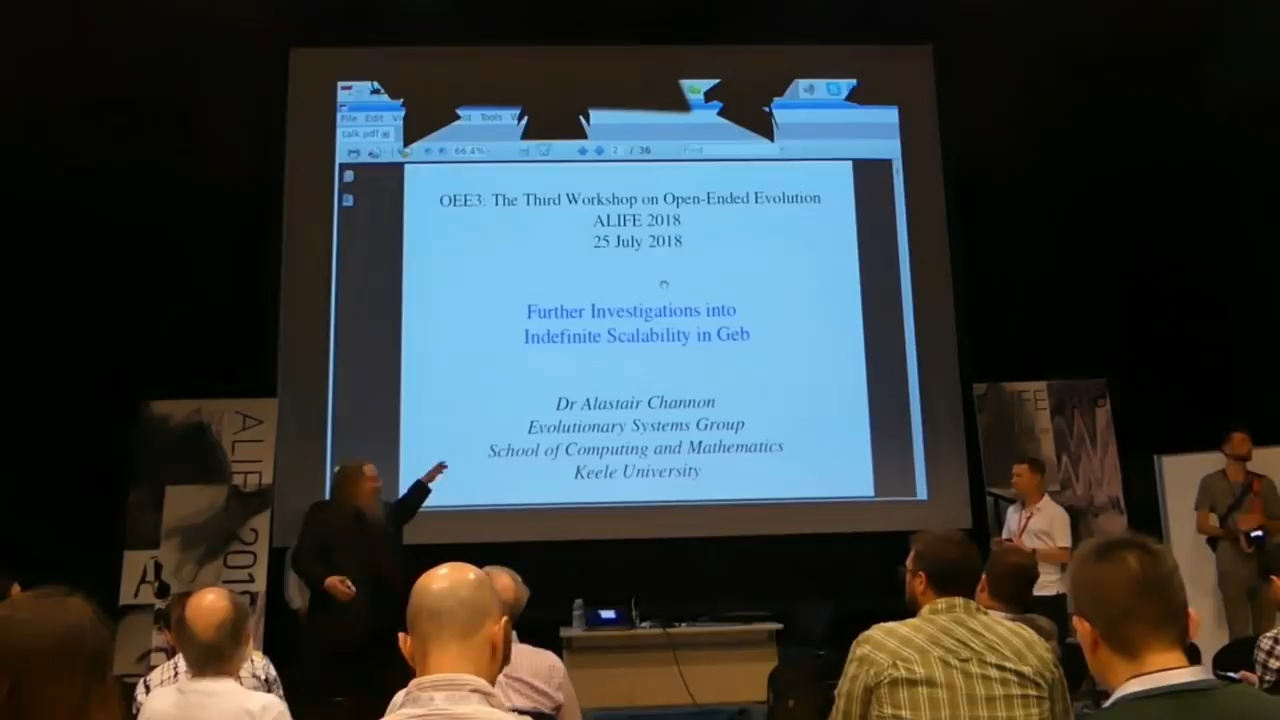 File Edit
Tools
talk.pdf
66.4%
2 / 36
Find
OEE3: The Third Workshop on Open-Ended Evolution
ALIFE 2018
25 July 2018
Further Investigations into
Indefinite Scalability in Geb
Dr Alastair Channon
Evolutionary Systems Group
School of Computing and Mathematics
Keele University
ALIFE 2018